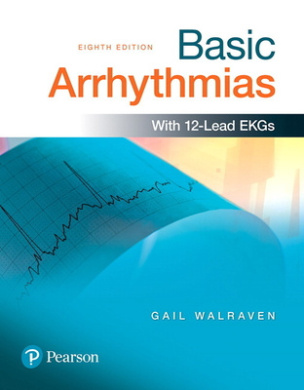 EIGHTH EDITION
Basic
Arrhythmias
With 12-Lead EKGs
GAIL WALRAVEN
Pearson